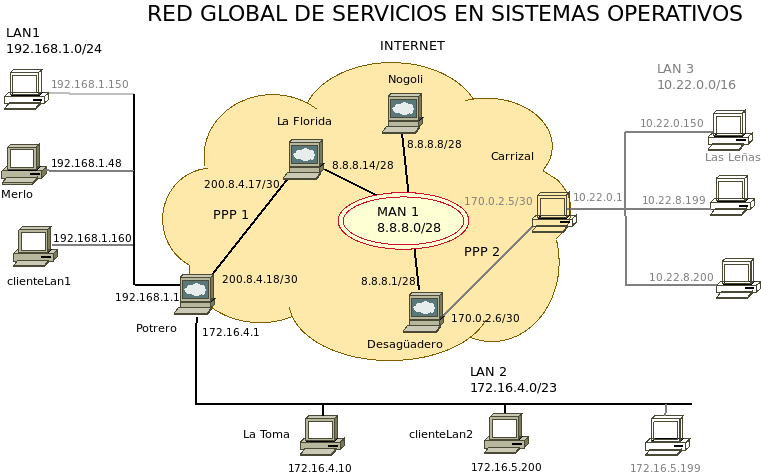 RED GLOBAL DE SERVICIOS EN SISTEMAS OPERATIVOS
LAN1
192.168.1.0/24
INTERNET
192.168.1.150
Nogoli
LAN 3
10.22.0.0/16
La Florida
8.8.8.8/28
10.22.0.150
Las Leñas
192.168.1.48
Merlo
8.8.8.14/28
Carrizal
200.8.4.17/30
170.0.2.5/30
10.22.0.1
10.22.8.199
PPP 1
MAN 1
8.8.8.0/28
192.168.1.160
clienteLan1
PPP 2
200.8.4.18/30
8.8.8.1/28
10.22.8.200
192.168.1.1
Potrero
172.16.4.1
170.0.2.6/30
Desagüadero
LAN 2
172.16.4.0/23
La Toma
clienteLan2
172.16.4.10
172.16.5.200
172.16.5.199